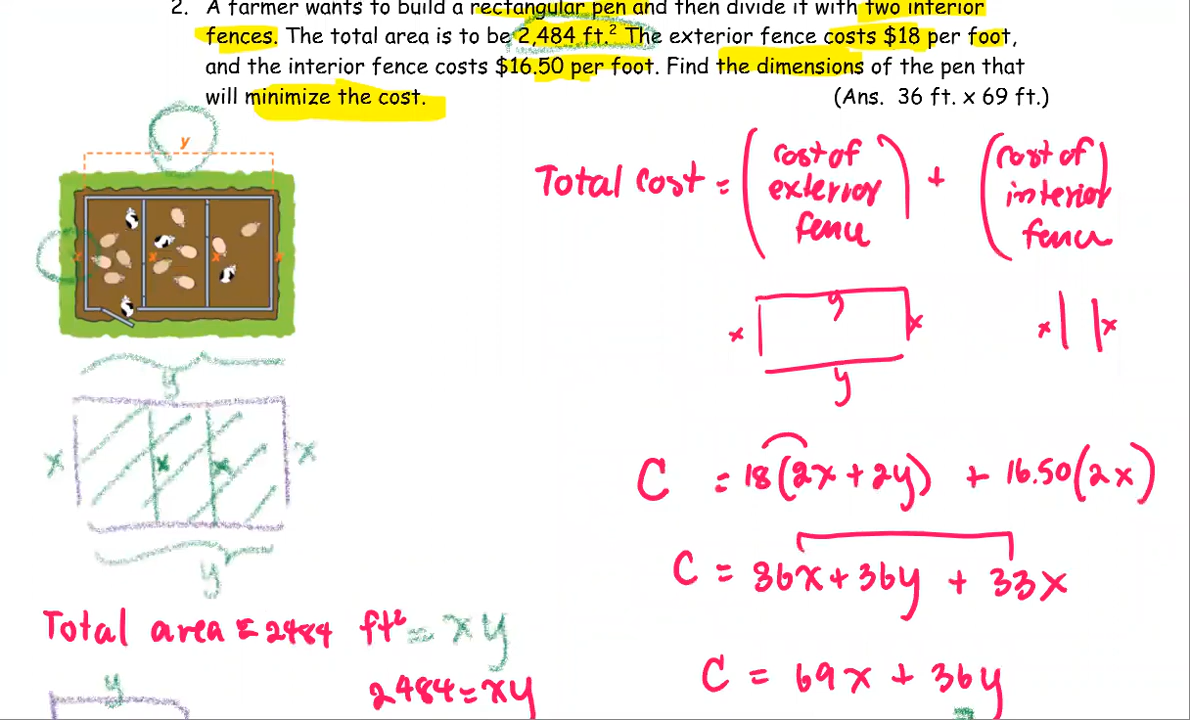 2. A farmer wants to build a rectangular pen and then divide it with two interior
fences. The total area is to be 2,484 ft.² The exterior fence costs $18 per foot,
and the interior fence costs $16.50 per foot. Find the dimensions of the pen that
will minimize the cost. (Ans. 36 ft. x 69 ft.)
y
x x x x
Total cost = (cost of exterior fence) + (cost of interior fence)
y
x x
y
x x
y
x x x x
y
C = 18(2x + 2y) + 16.50(2x)
C = 36x + 36y + 33x
Total area = 2484 ft² = xy
2484 = xy
C = 69x + 36y
y